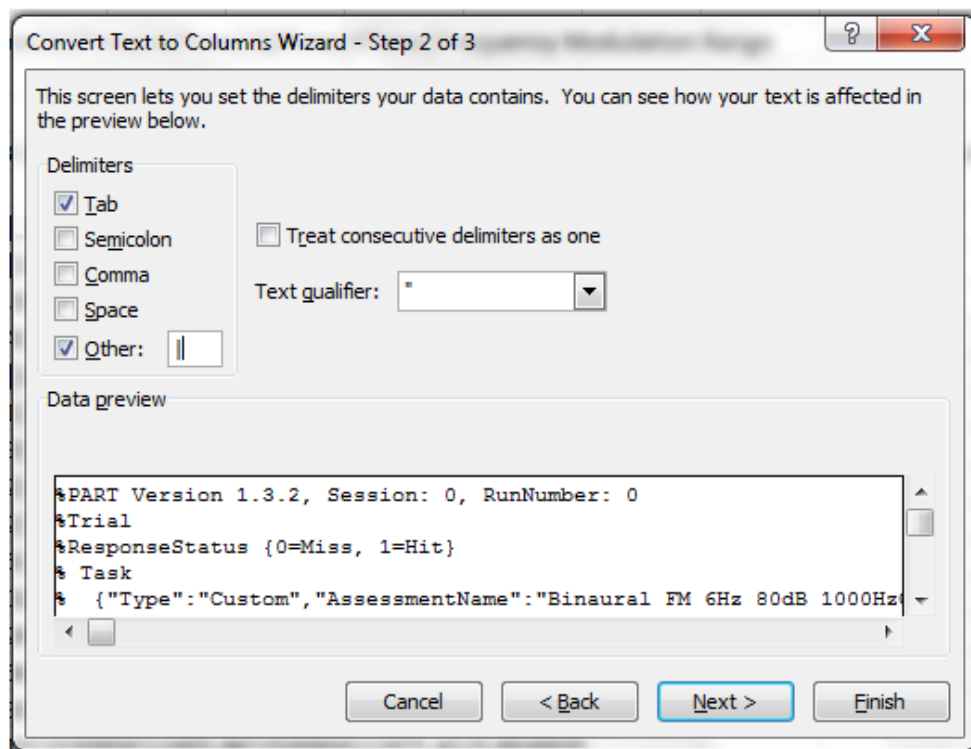 Convert Text to Columns Wizard - Step 2 of 3
This screen lets you set the delimiters your data contains. You can see how your text is affected in
the preview below.
Delimiters
Tab
Semicolon
Comma
Space
Other: |
Treat consecutive delimiters as one
Text qualifier: "
Data preview
%PART Version 1.3.2, Session: 0, RunNumber: 0
%Trial
%ResponseStatus {0=Miss, 1=Hit}
% Task
% {"Type":"Custom","AssessmentName":"Binaural FM 6Hz 80dB 1000Hz
Cancel
< Back
Next >
Finish